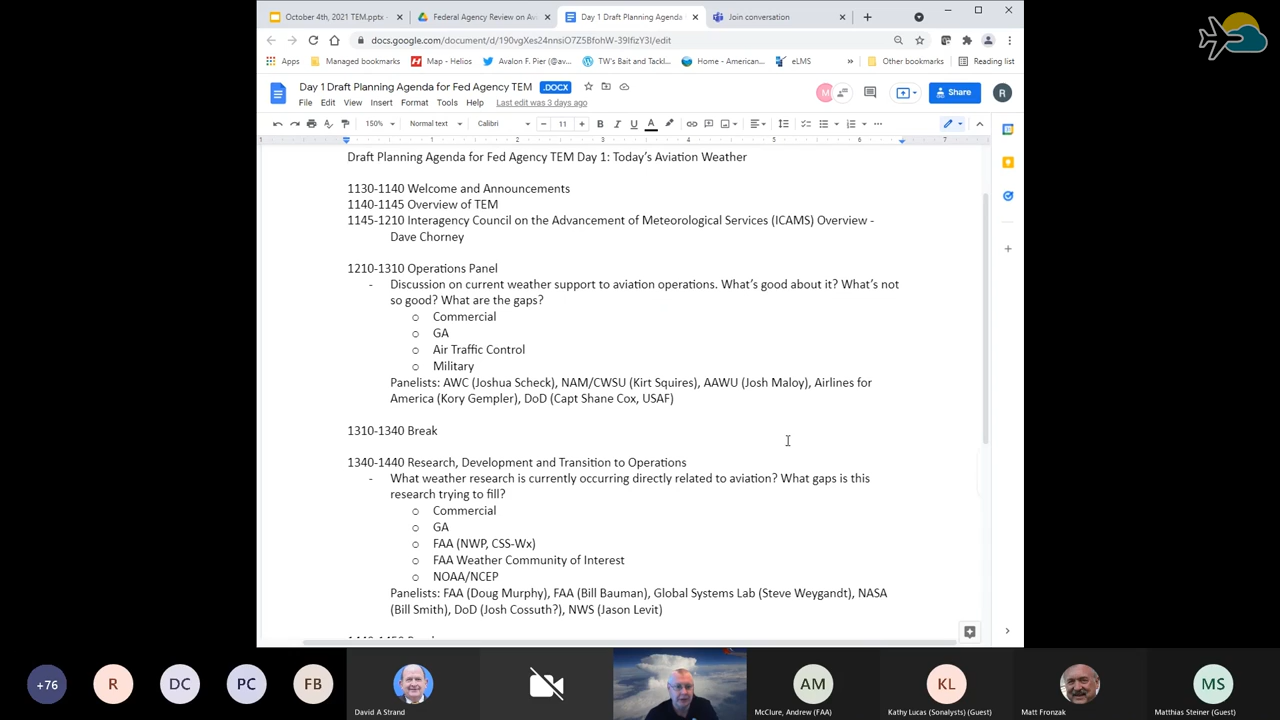 October 4th, 2021 TEM.pptx
Federal Agency Review on Av
Day 1 Draft Planning Agenda
Join conversation
docs.google.com/document/d/190vgXes24nnsiO7Z5BfohW-39IfizY3I/edit
Apps
Managed bookmarks
Map - Helios
Avalon F. Pier (@av...
TW's Bait and Tackl...
Home - American...
eLMS
Other bookmarks
Reading list
Day 1 Draft Planning Agenda for Fed Agency TEM .DOCX
File Edit View Insert Format Tools Help Last edit was 3 days ago
M
Share
R
150% Normal text Calibri 11 B I U A
1 1 2 3 4 5 6 7
Draft Planning Agenda for Fed Agency TEM Day 1: Today's Aviation Weather
1130-1140 Welcome and Announcements
1140-1145 Overview of TEM
1145-1210 Interagency Council on the Advancement of Meteorological Services (ICAMS) Overview -
Dave Chorney
1210-1310 Operations Panel
- Discussion on current weather support to aviation operations. What's good about it? What's not
so good? What are the gaps?
o Commercial
o GA
o Air Traffic Control
o Military
Panelists: AWC (Joshua Scheck), NAM/CWSU (Kirt Squires), AAWU (Josh Maloy), Airlines for
America (Kory Gempler), DoD (Capt Shane Cox, USAF)
1310-1340 Break
1340-1440 Research, Development and Transition to Operations
- What weather research is currently occurring directly related to aviation? What gaps is this
research trying to fill?
o Commercial
o GA
o FAA (NWP, CSS-Wx)
o FAA Weather Community of Interest
o NOAA/NCEP
Panelists: FAA (Doug Murphy), FAA (Bill Bauman), Global Systems Lab (Steve Weygandt), NASA
(Bill Smith), DoD (Josh Cossuth?), NWS (Jason Levit)
+76
R
DC
PC
FB
David A Strand
AM
McClure, Andrew (FAA)
KL
Kathy Lucas (Sonalysts) (Guest)
Matt Fronzak
MS
Matthias Steiner (Guest)